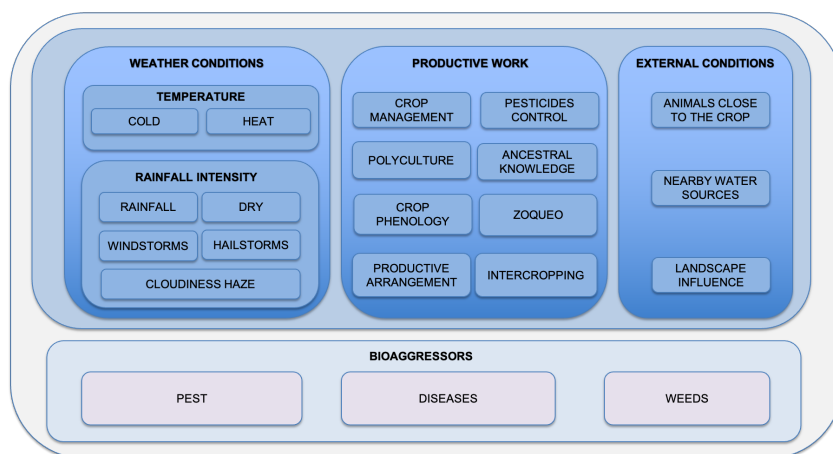 WEATHER CONDITIONS
TEMPERATURE
COLD
HEAT
RAINFALL INTENSITY
RAINFALL
DRY
WINDSTORMS
HAILSTORMS
CLOUDINESS HAZE
PRODUCTIVE WORK
CROP
MANAGEMENT
PESTICIDES
CONTROL
POLYCULTURE
ANCESTRAL
KNOWLEDGE
CROP
PHENOLOGY
ZOQUEO
PRODUCTIVE
ARRANGEMENT
INTERCROPPING
EXTERNAL CONDITIONS
ANIMALS CLOSE
TO THE CROP
NEARBY WATER
SOURCES
LANDSCAPE
INFLUENCE
BIOAGGRESSORS
PEST
DISEASES
WEEDS